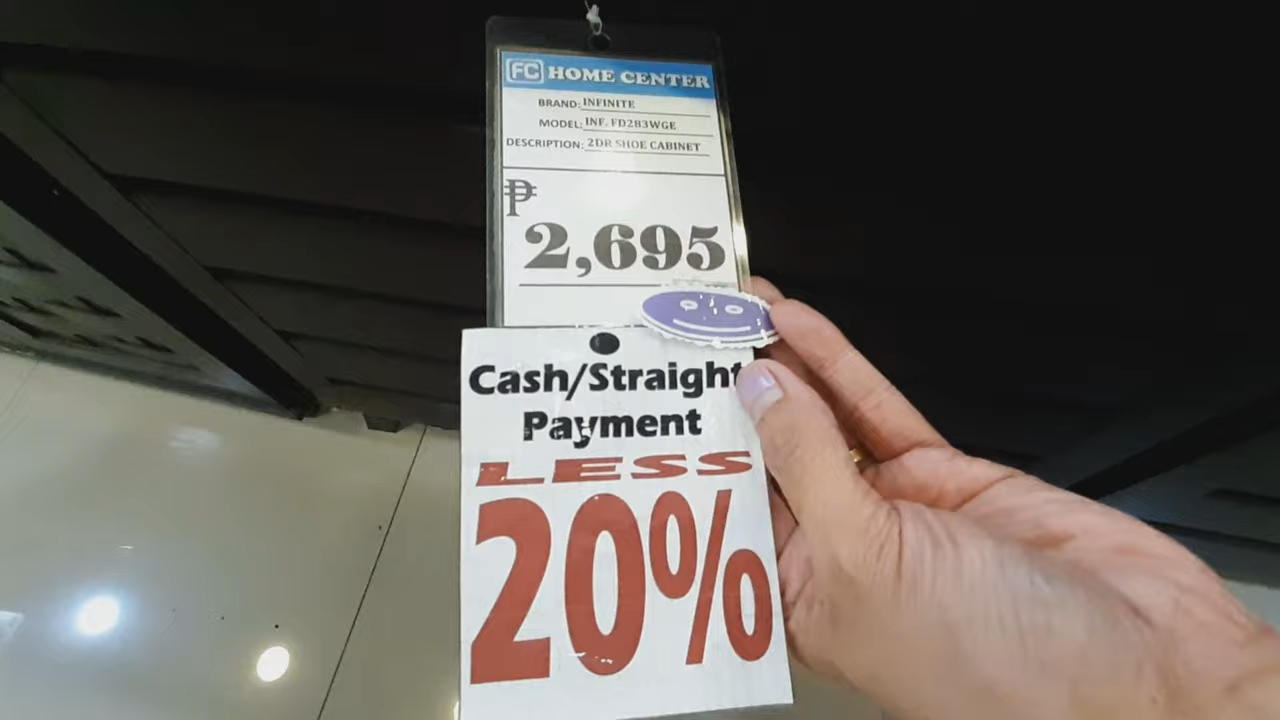 FC HOME CENTER
BRAND: INFINITE
MODEL: INF. FD283WGE
DESCRIPTION: 2DR SHOE CABINET
₱
2,695
Cash/Straight
Payment
LESS
20%